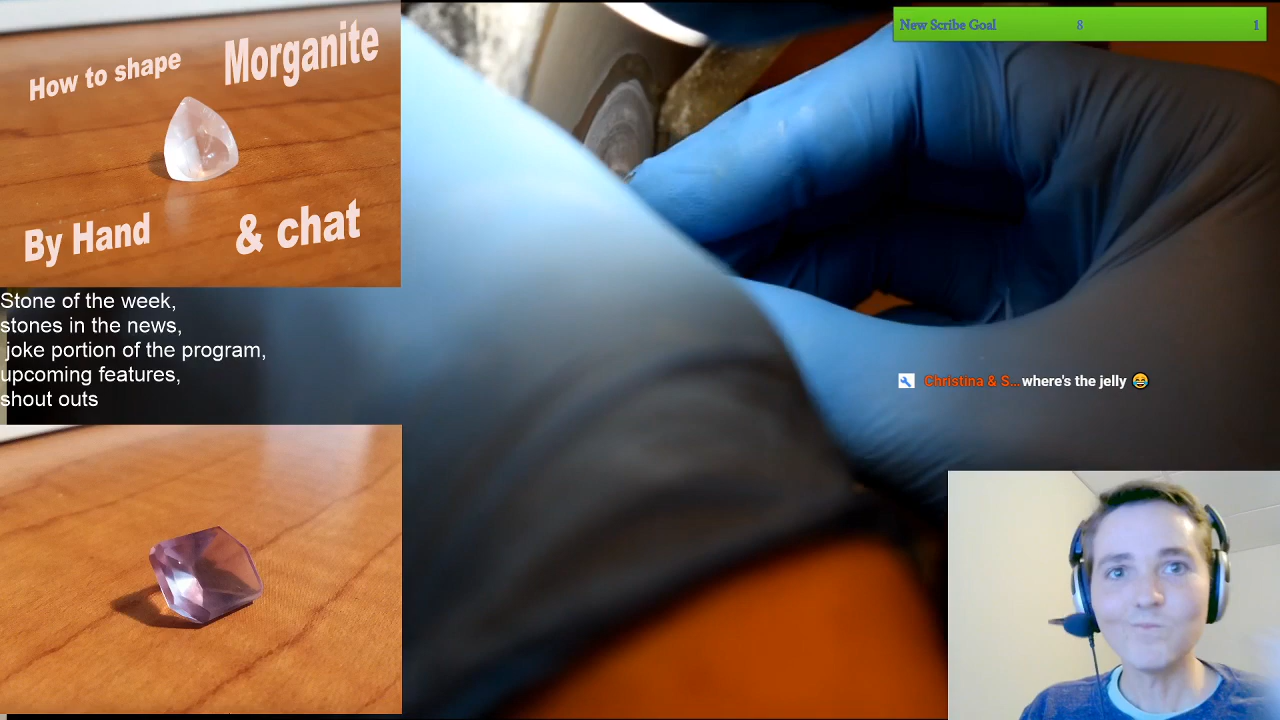 How to shape Morganite
By Hand & chat
Stone of the week,
stones in the news,
joke portion of the program,
upcoming features,
shout outs
New Scribe Goal 8 1
Christina & S... where's the jelly 😂